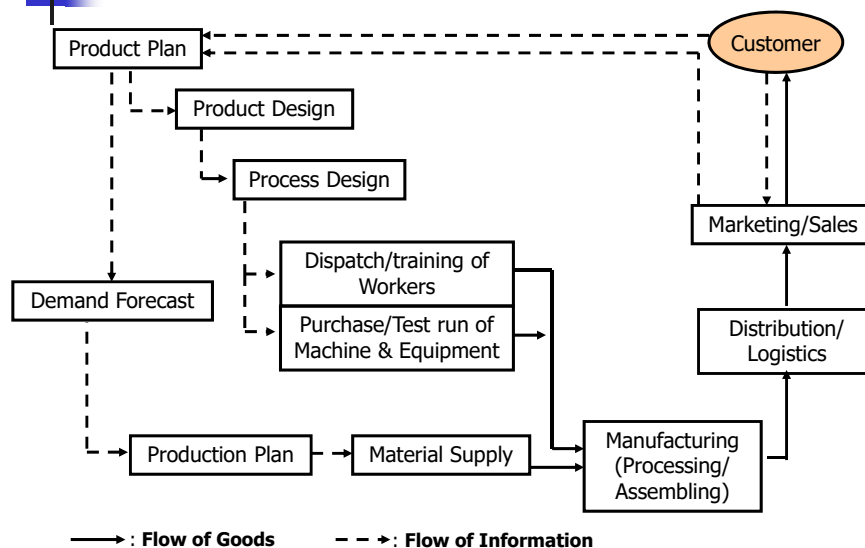 Product Plan
Customer
Product Design
Process Design
Marketing/Sales
Dispatch/training of
Workers
Demand Forecast
Purchase/Test run of
Machine & Equipment
Distribution/
Logistics
Production Plan
Material Supply
Manufacturing
(Processing/
Assembling)
: Flow of Goods
: Flow of Information